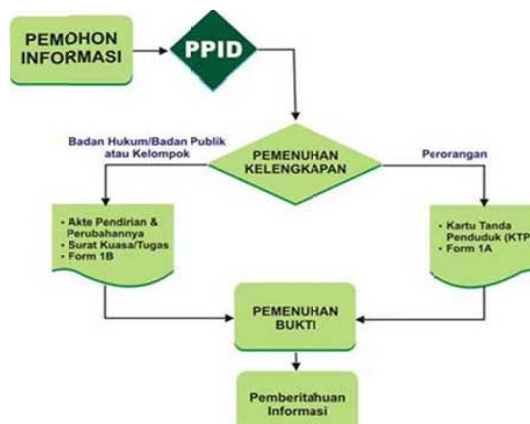 PEMOHON
INFORMASI
PPID
Badan Hukum/Badan Publik
atau Kelompok
PEMENUHAN
KELENGKAPAN
Perorangan
• Akte Pendirian &
Perubahannya
• Surat Kuasa/Tugas
• Form 1B
• Kartu Tanda
Penduduk (KTP
• Form 1A
PEMENUHAN
BUKTI
Pemberitahuan
Informasi